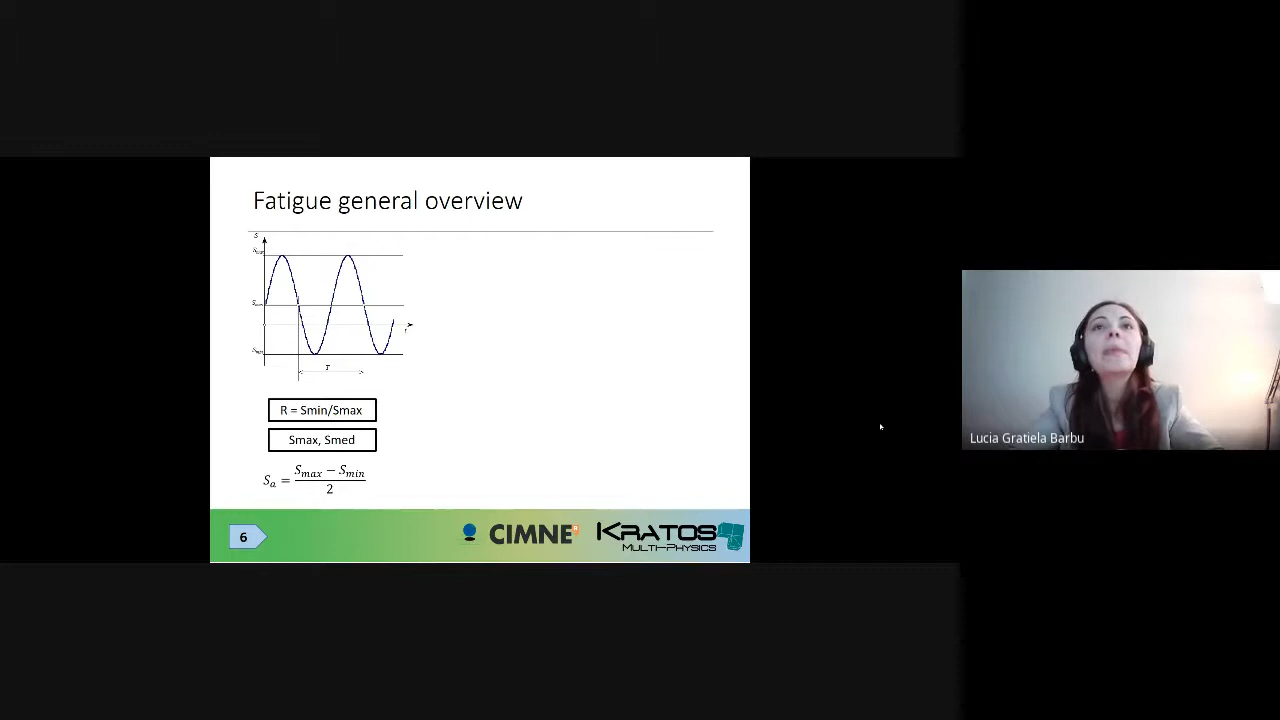 Fatigue general overview
S
T
R = Smin/Smax
Smax, Smed
Sₐ = (Sₘₐₓ − Sₘᵢₙ)/2
6
CIMNE
KRATOS
MULTI-PHYSICS
Lucia Gratiela Barbu